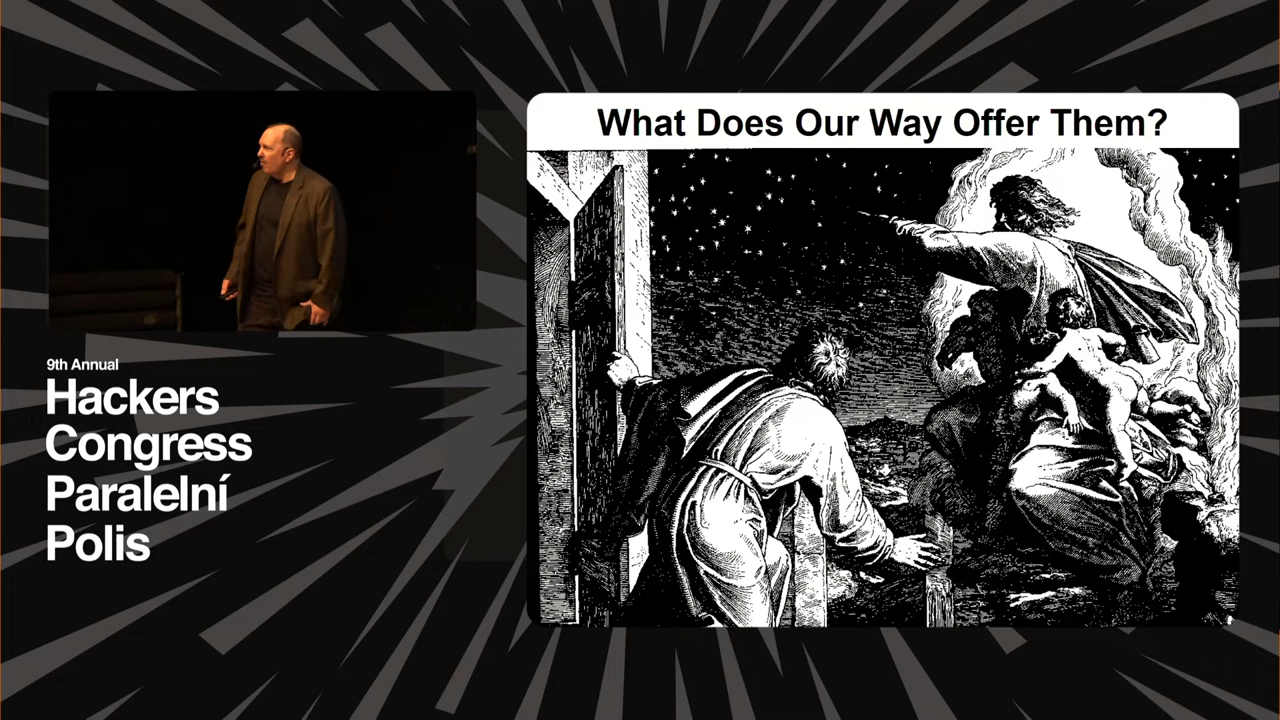 What Does Our Way Offer Them?
9th Annual
Hackers
Congress
Paralelní
Polis